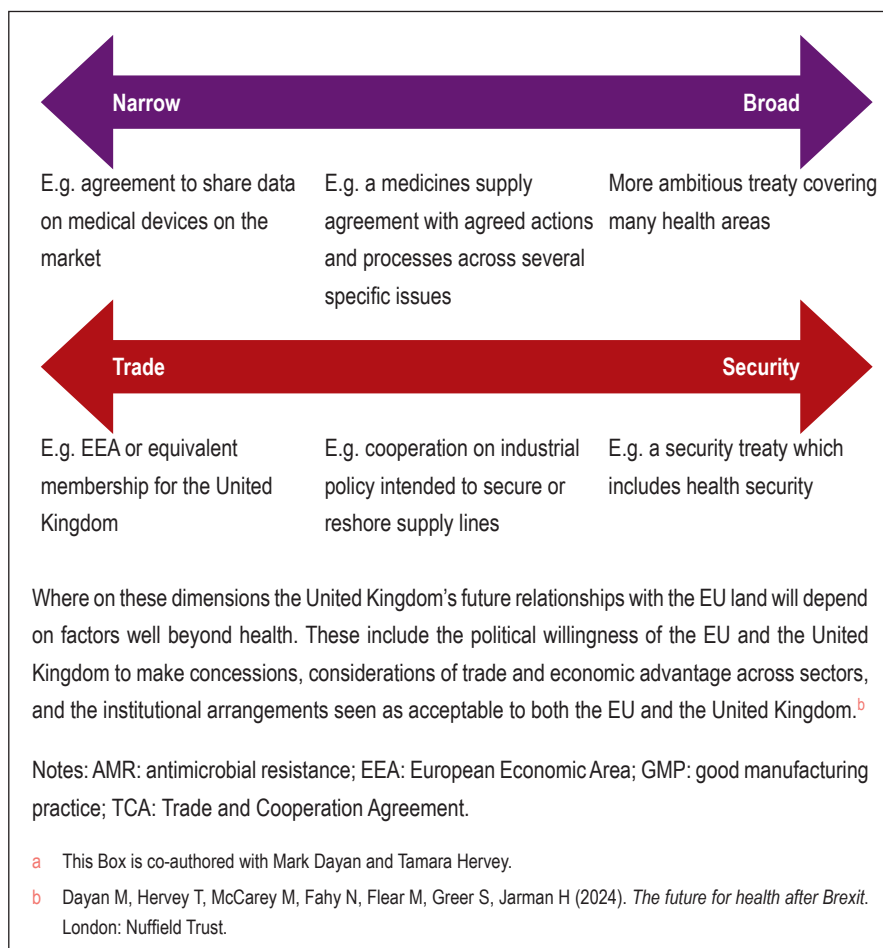 Narrow Broad
E.g. agreement to share data
on medical devices on the
market
E.g. a medicines supply
agreement with agreed actions
and processes across several
specific issues
More ambitious treaty covering
many health areas
Trade Security
E.g. EEA or equivalent
membership for the United
Kingdom
E.g. cooperation on industrial
policy intended to secure or
reshore supply lines
E.g. a security treaty which
includes health security
Where on these dimensions the United Kingdom’s future relationships with the EU land will depend
on factors well beyond health. These include the political willingness of the EU and the United
Kingdom to make concessions, considerations of trade and economic advantage across sectors,
and the institutional arrangements seen as acceptable to both the EU and the United Kingdom.b
Notes: AMR: antimicrobial resistance; EEA: European Economic Area; GMP: good manufacturing
practice; TCA: Trade and Cooperation Agreement.
a This Box is co-authored with Mark Dayan and Tamara Hervey.
b Dayan M, Hervey T, McCarey M, Fahy N, Flear M, Greer S, Jarman H (2024). The future for health after Brexit.
London: Nuffield Trust.